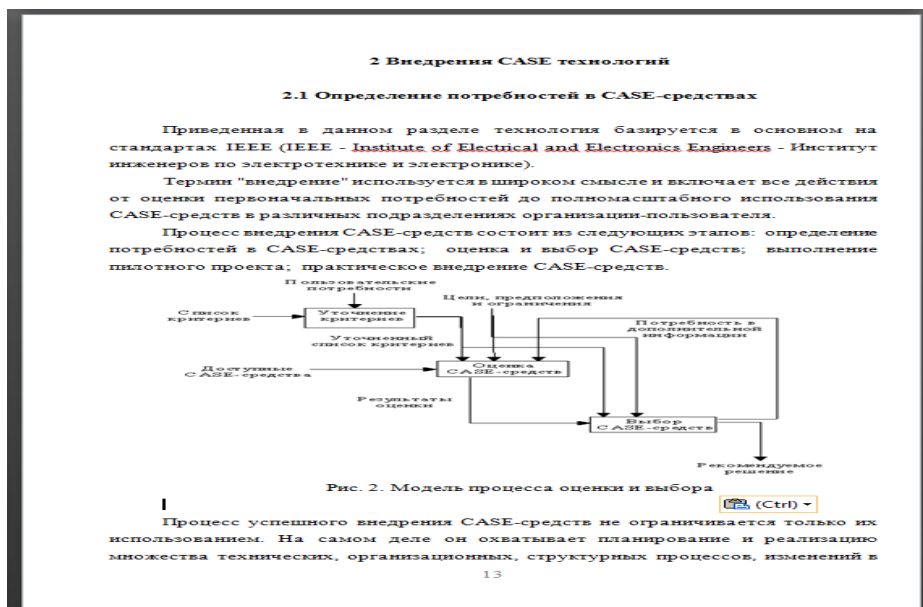 2 Внедрения CASE технологий
2.1 Определение потребностей в CASE-средствах
Приведенная в данном разделе технология базируется в основном на
стандартах IEEE (IEEE - Institute of Electrical and Electronics Engineers - Институт
инженеров по электротехнике и электронике).
Термин "внедрение" используется в широком смысле и включает все действия
от оценки первоначальных потребностей до полномасштабного использования
CASE-средств в различных подразделениях организации-пользователя.
Процесс внедрения CASE-средств состоит из следующих этапов: определение
потребностей в CASE-средствах; оценка и выбор CASE-средств; выполнение
пилотного проекта; практическое внедрение CASE-средств.
Пользовательские
потребности
Цели, предположения
и ограничения
Список
критериев
Уточнение
критериев
Потребность в
дополнительной
информации
Уточненный
список критериев
Доступные
CASE-средства
Оценка
CASE-средств
Результаты
оценки
Выбор
CASE-средств
Рекомендуемое
решение
Рис. 2. Модель процесса оценки и выбора
(Ctrl)
Процесс успешного внедрения CASE-средств не ограничивается только их
использованием. На самом деле он охватывает планирование и реализацию
множества технических, организационных, структурных процессов, изменений в
13